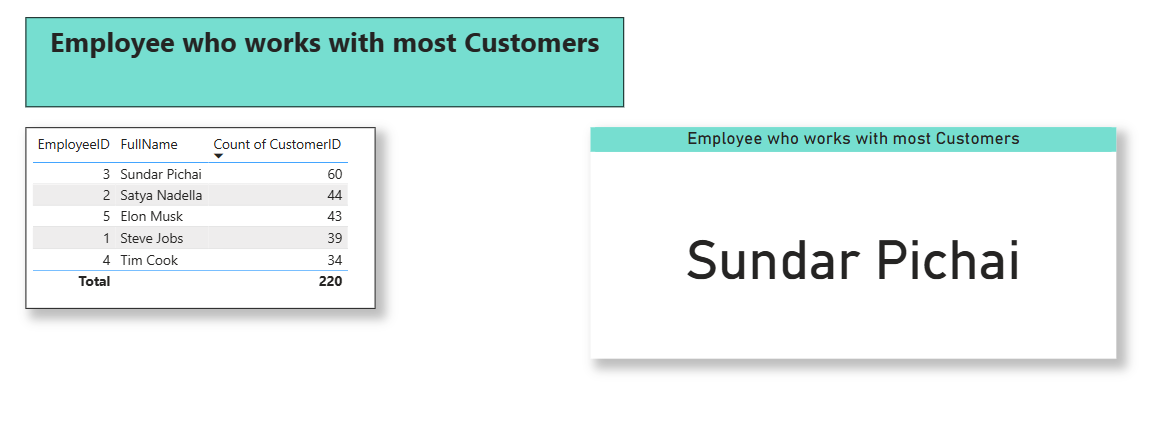 Employee who works with most Customers
EmployeeID FullName Count of CustomerID
3 Sundar Pichai 60
2 Satya Nadella 44
5 Elon Musk 43
1 Steve Jobs 39
4 Tim Cook 34
Total 220
Employee who works with most Customers
Sundar Pichai